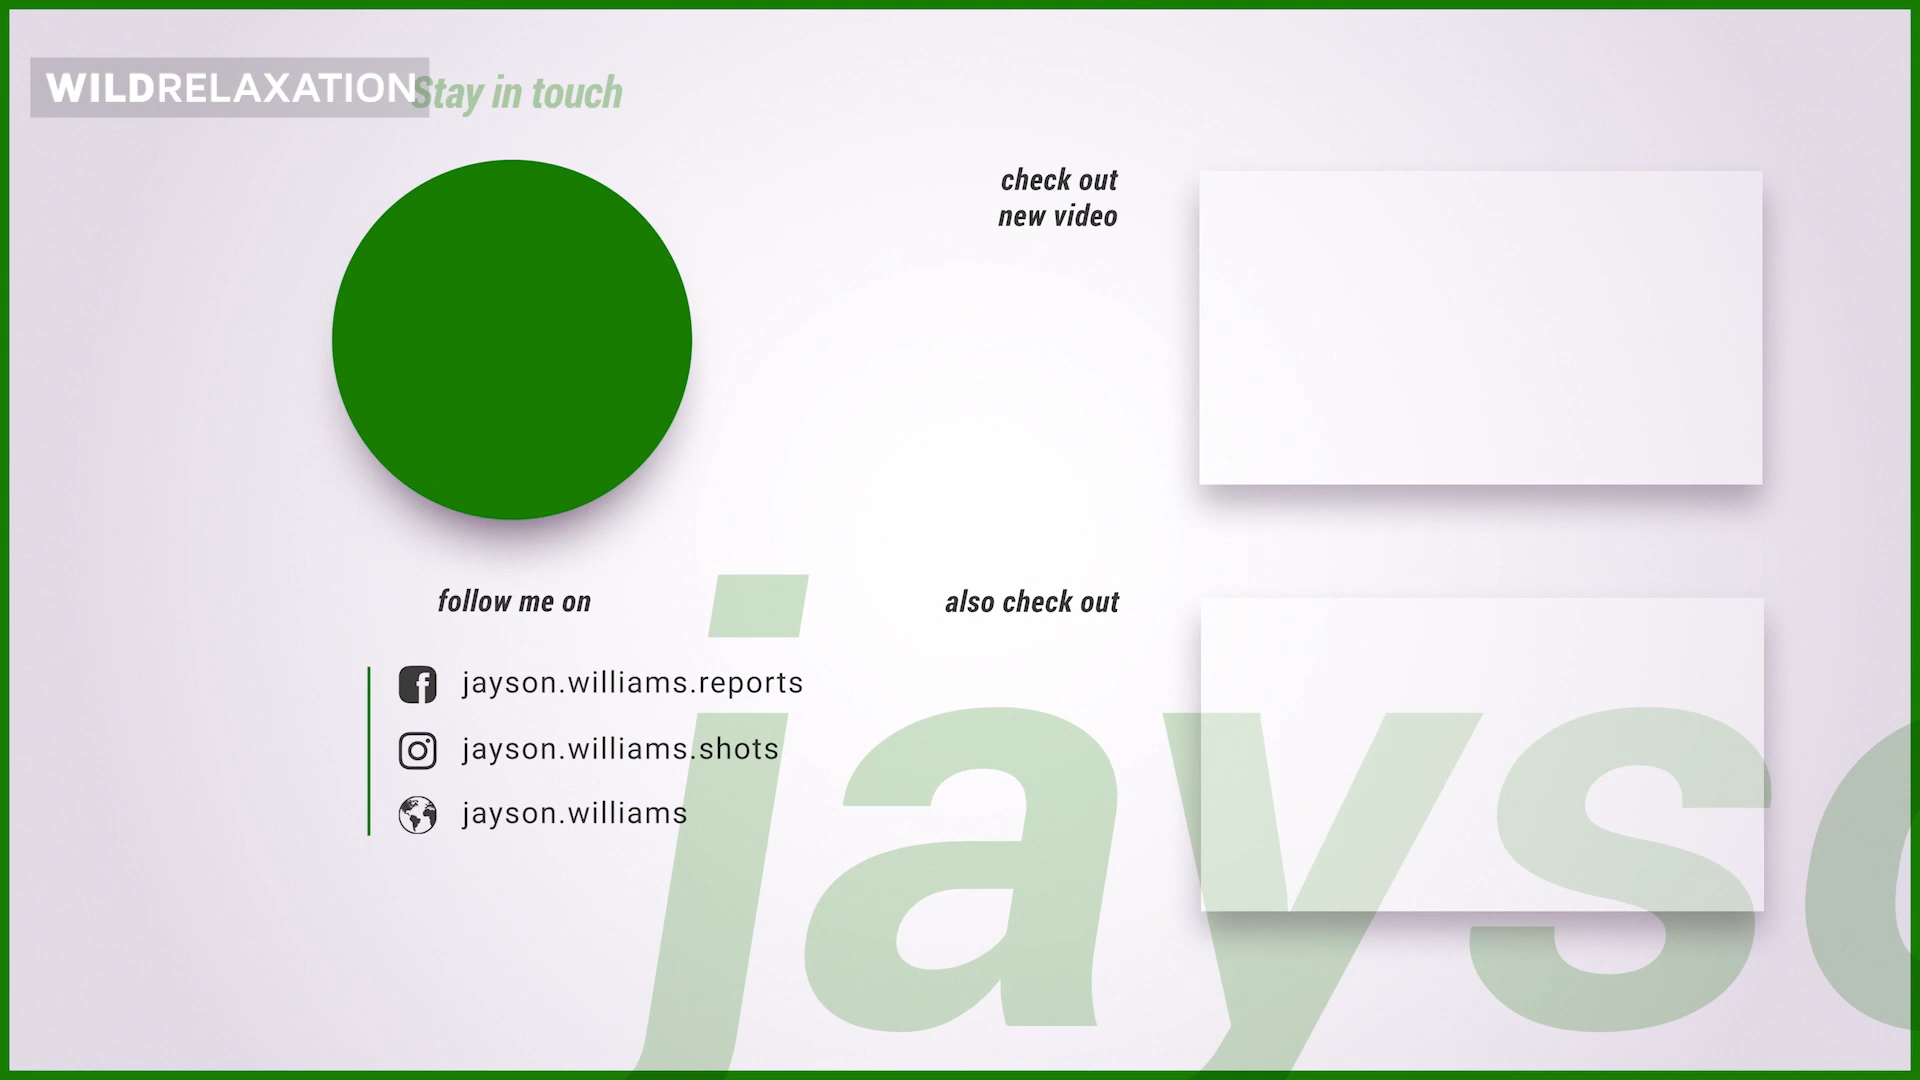 WILDRELAXATION
Stay in touch
check out
new video
follow me on
also check out
jayson.williams.reports
jayson.williams.shots
jayson.williams
jayso